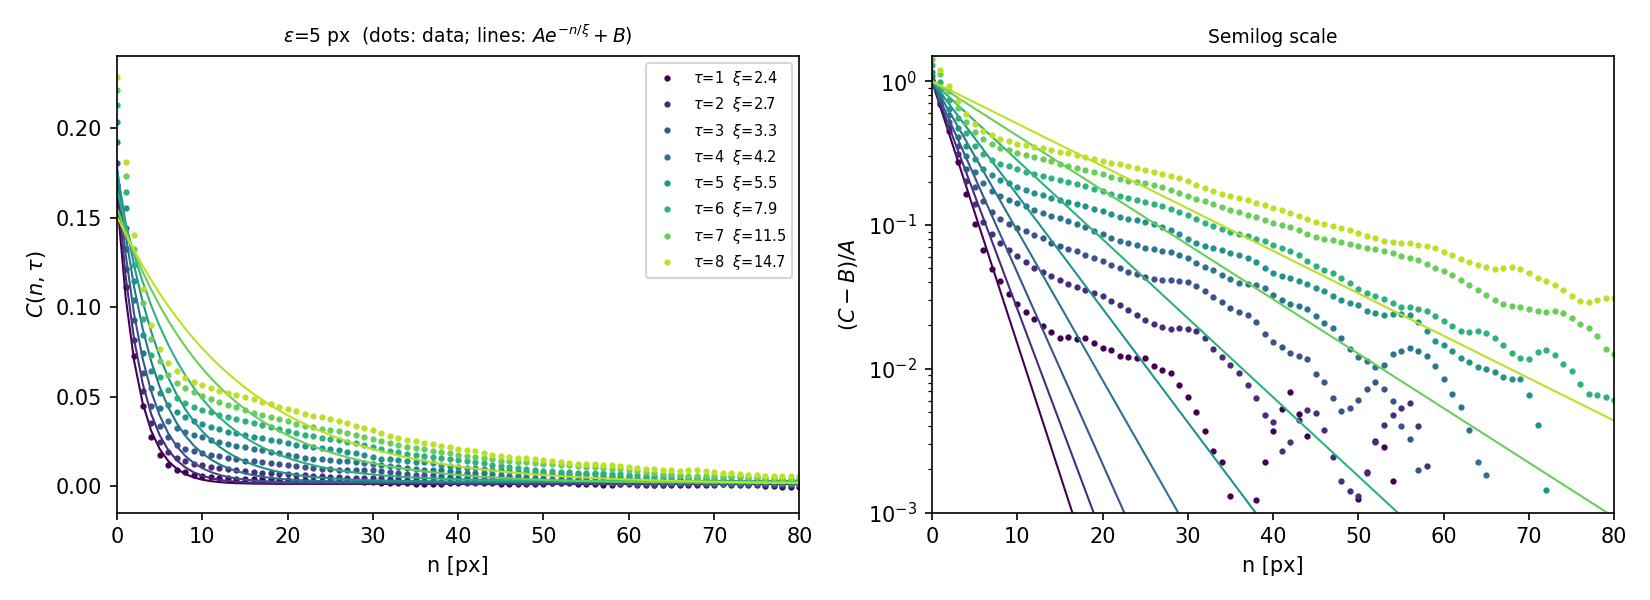 ε=5 px  (dots: data; lines: Ae^{-n/ξ} + B)
C(n, τ)
0.20
0.15
0.10
0.05
0.00
0 10 20 30 40 50 60 70 80
n [px]
τ=1 ξ=2.4
τ=2 ξ=2.7
τ=3 ξ=3.3
τ=4 ξ=4.2
τ=5 ξ=5.5
τ=6 ξ=7.9
τ=7 ξ=11.5
τ=8 ξ=14.7
Semilog scale
(C − B)/A
10⁰
10⁻¹
10⁻²
10⁻³
0 10 20 30 40 50 60 70 80
n [px]